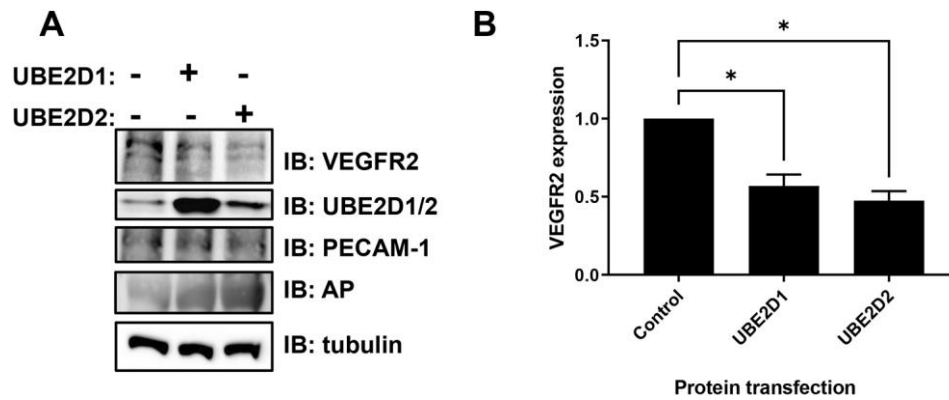 A
UBE2D1: - + -
UBE2D2: - - +
IB: VEGFR2
IB: UBE2D1/2
IB: PECAM-1
IB: AP
IB: tubulin
B
VEGFR2 expression
1.5
1.0
0.5
0.0
*
*
Control
UBE2D1
UBE2D2
Protein transfection